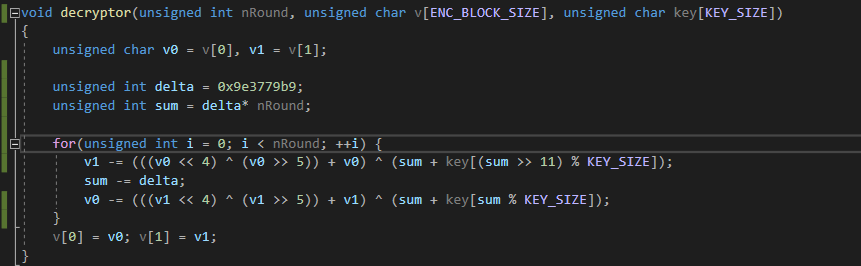 void decryptor(unsigned int nRound, unsigned char v[ENC_BLOCK_SIZE], unsigned char key[KEY_SIZE])
{
unsigned char v0 = v[0], v1 = v[1];
unsigned int delta = 0x9e3779b9;
unsigned int sum = delta* nRound;
for(unsigned int i = 0; i < nRound; ++i) {
v1 -= (((v0 << 4) ^ (v0 >> 5)) + v0) ^ (sum + key[(sum >> 11) % KEY_SIZE]);
sum -= delta;
v0 -= (((v1 << 4) ^ (v1 >> 5)) + v1) ^ (sum + key[sum % KEY_SIZE]);
}
v[0] = v0; v[1] = v1;
}